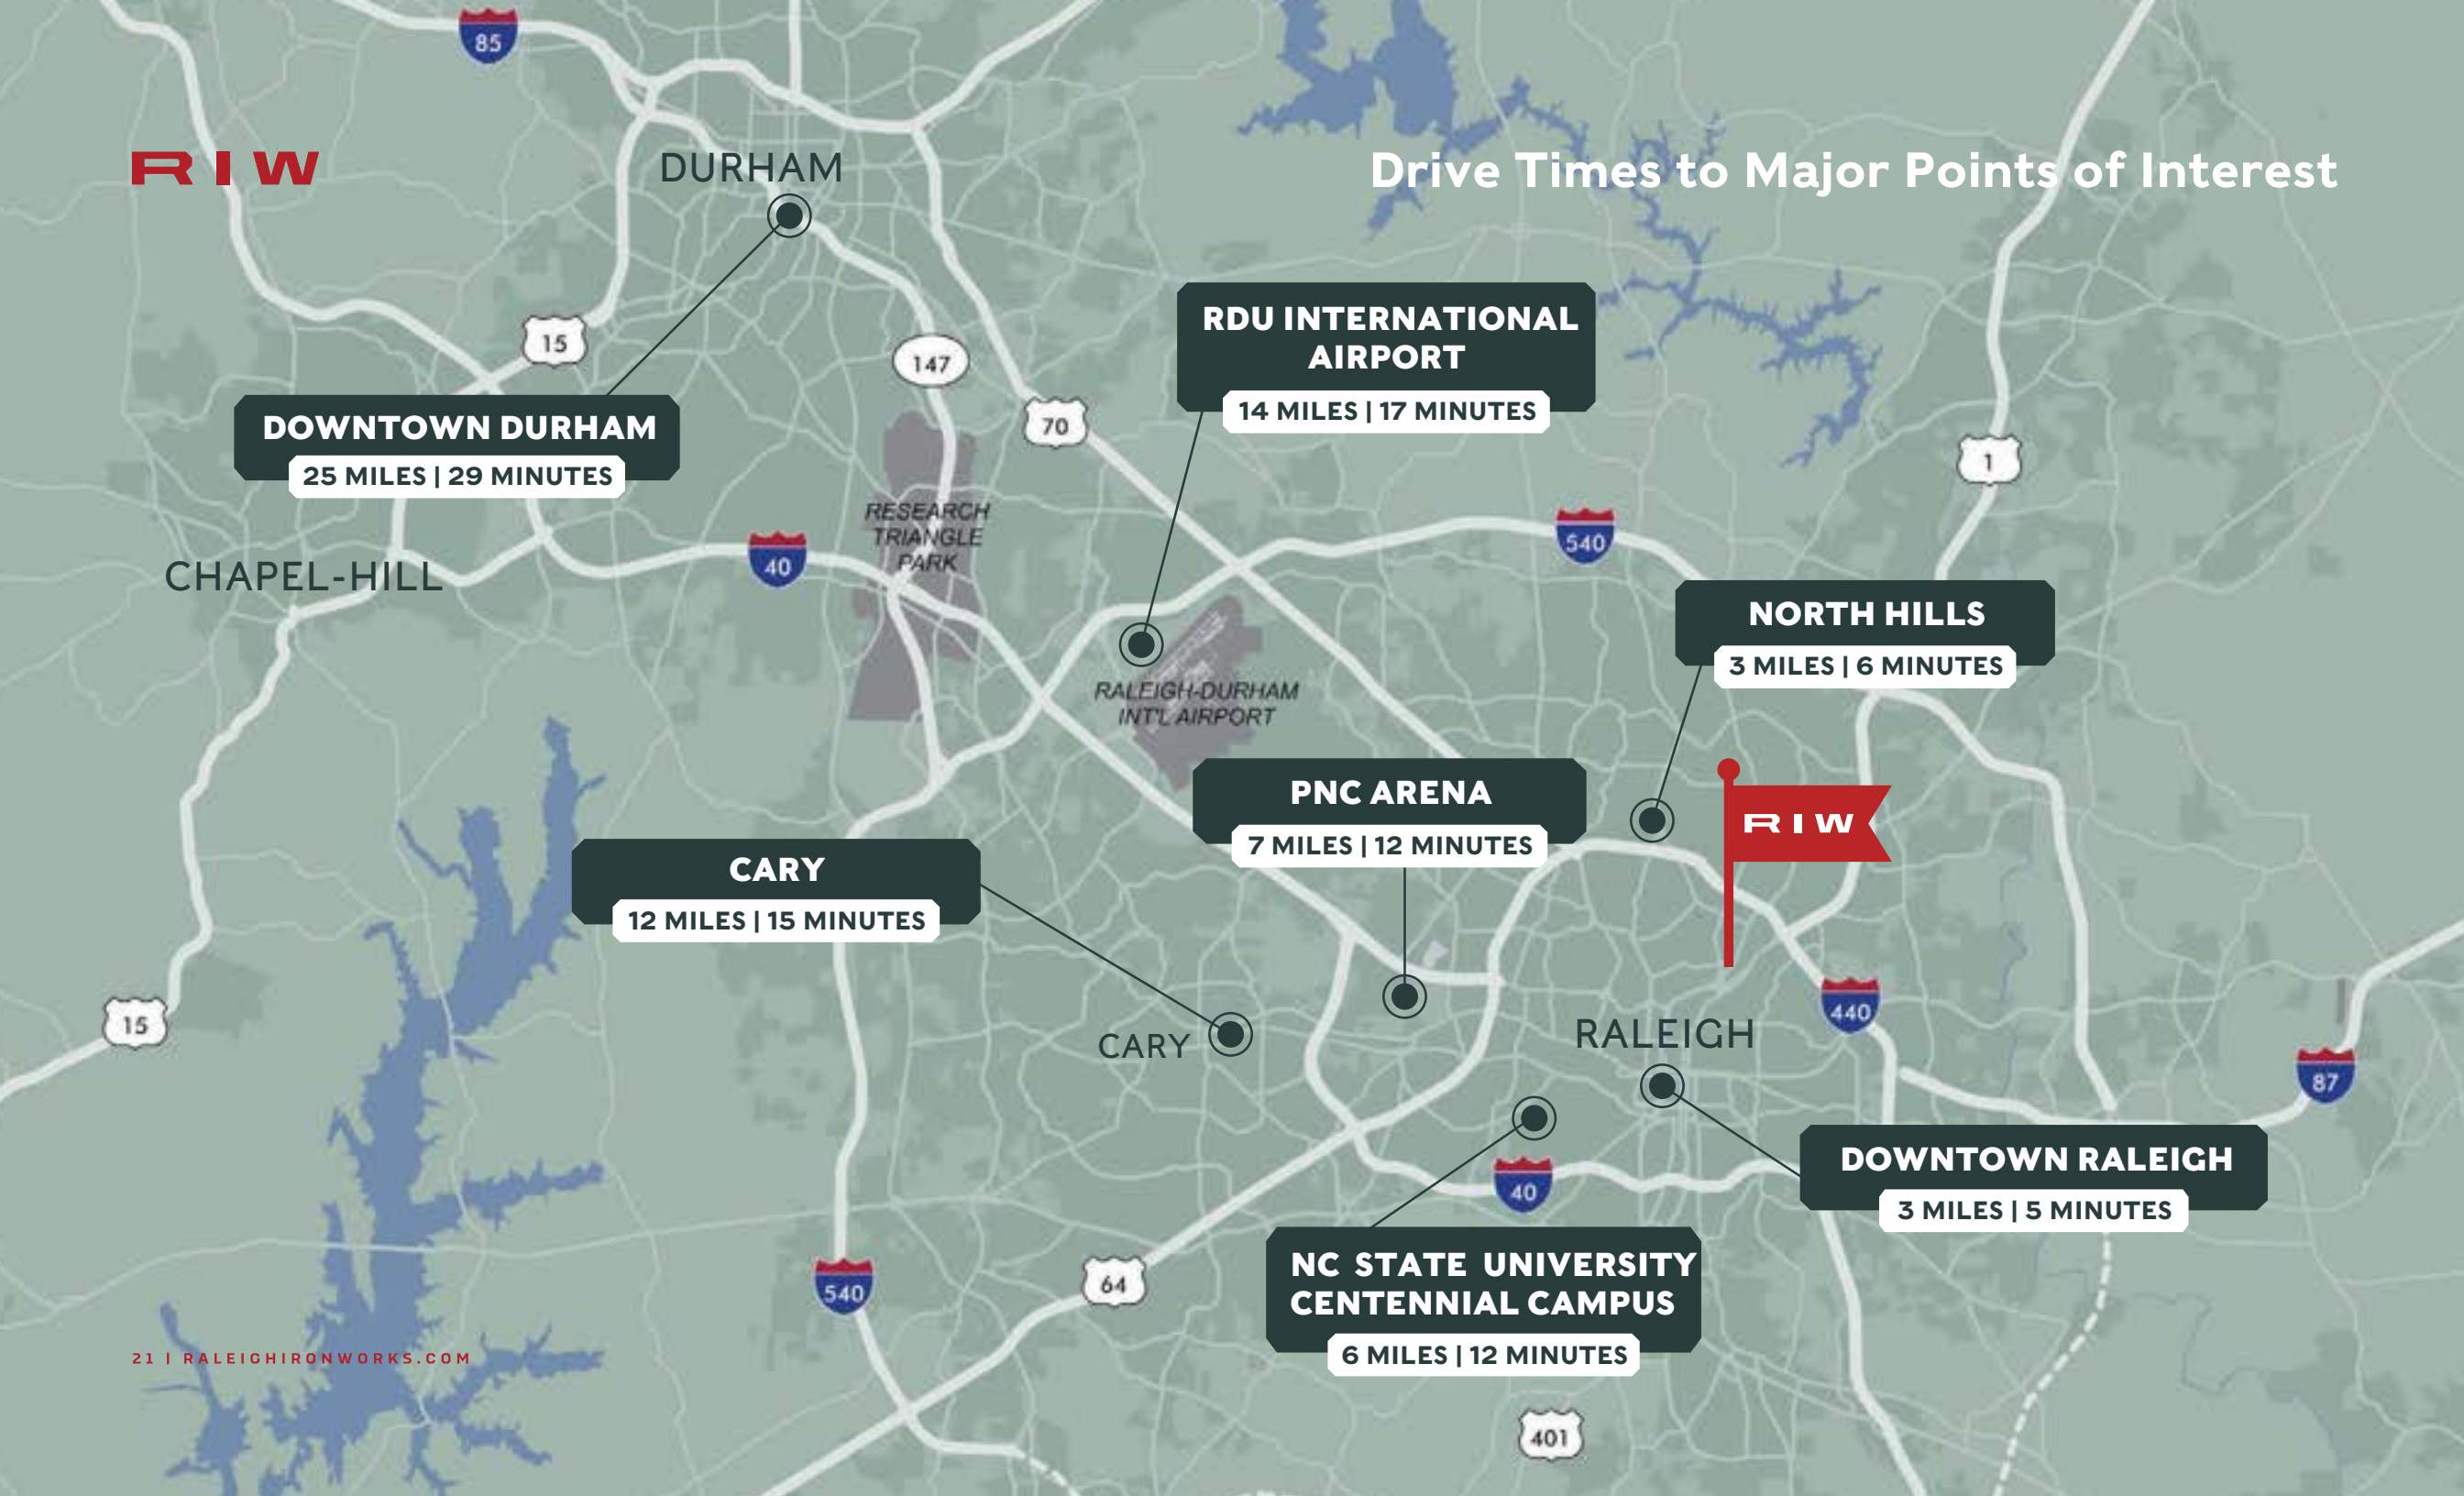 85
RIW
DURHAM
Drive Times to Major Points of Interest
RDU INTERNATIONAL
AIRPORT
14 MILES | 17 MINUTES
15
147
70
DOWNTOWN DURHAM
25 MILES | 29 MINUTES
1
RESEARCH
TRIANGLE
PARK
540
40
CHAPEL-HILL
NORTH HILLS
3 MILES | 6 MINUTES
RALEIGH-DURHAM
INT'L AIRPORT
PNC ARENA
7 MILES | 12 MINUTES
RIW
CARY
12 MILES | 15 MINUTES
15
440
CARY
RALEIGH
87
DOWNTOWN RALEIGH
3 MILES | 5 MINUTES
40
540
64
NC STATE UNIVERSITY
CENTENNIAL CAMPUS
6 MILES | 12 MINUTES
21 | RALEIGHIRONWORKS.COM
401